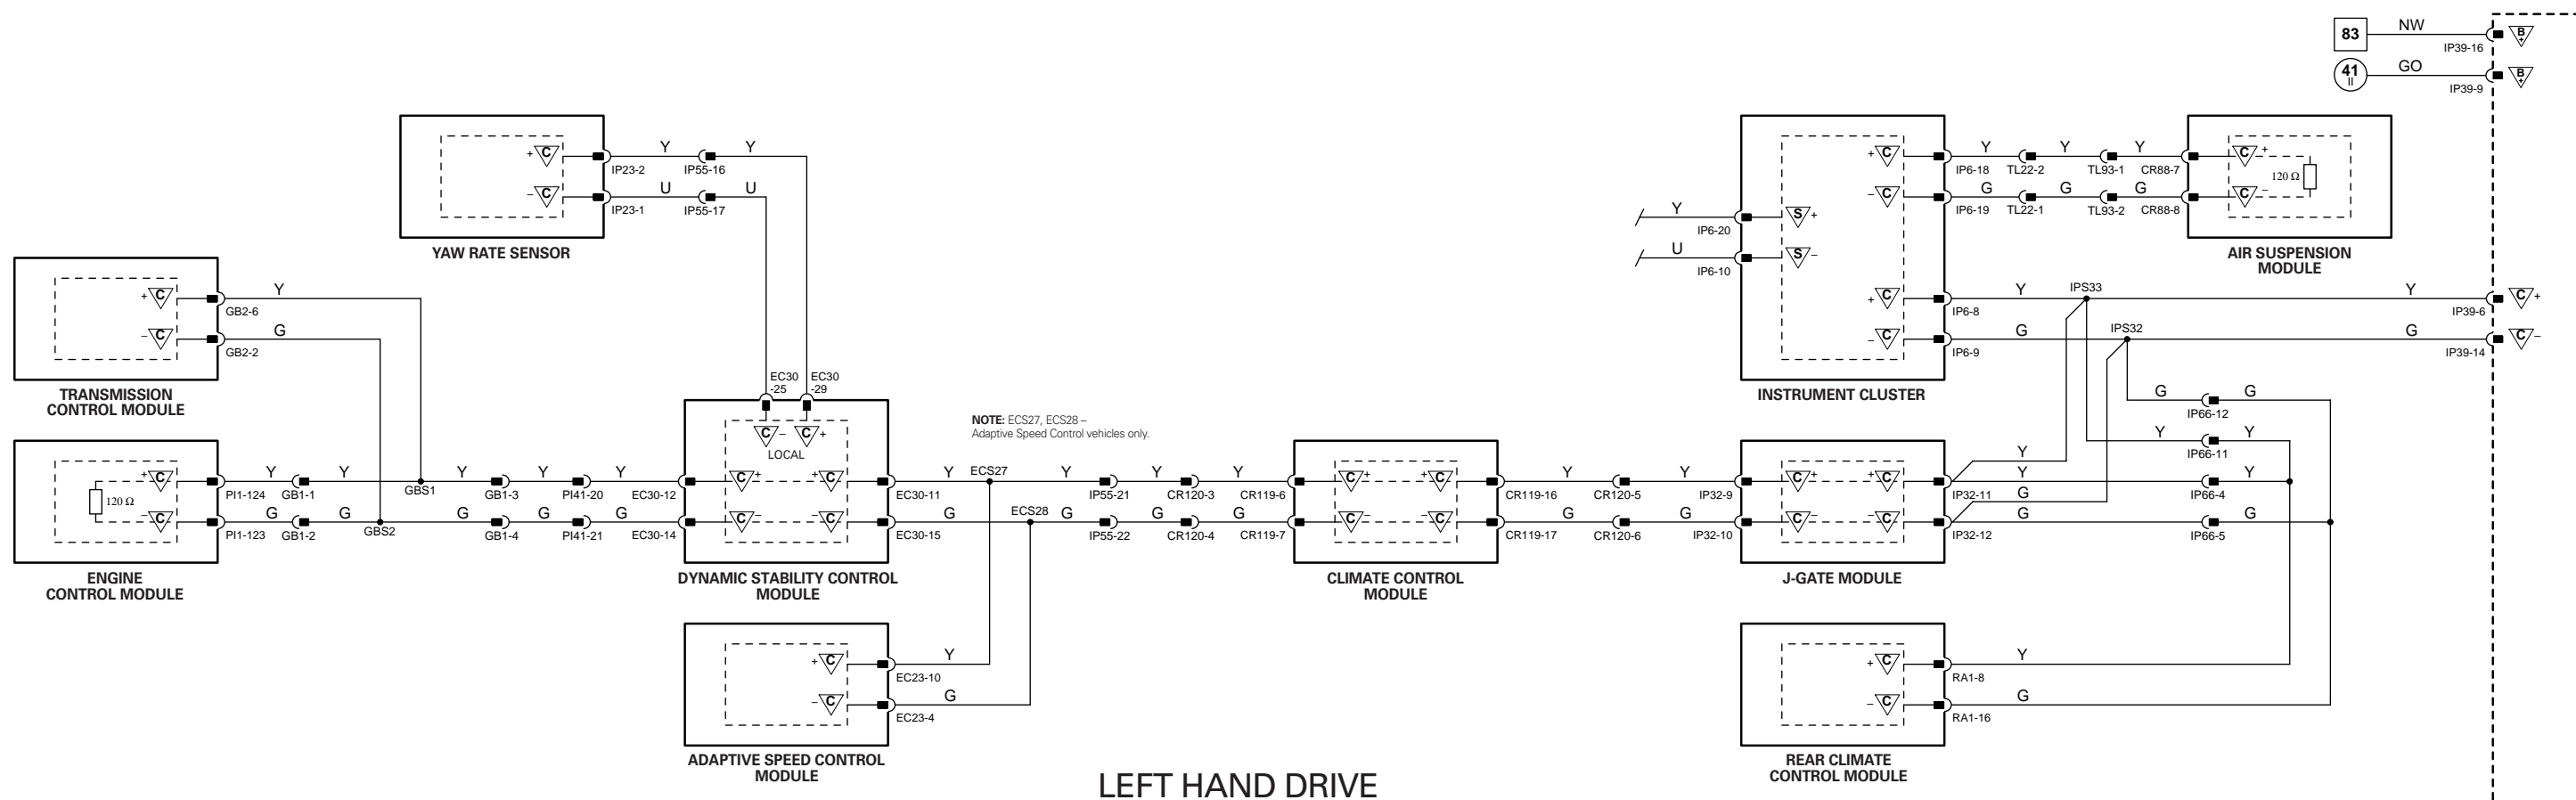 83
NW
IP39-16
B
+
41
II
GO
IP39-9
B
+
+ C
Y
Y
IP23-2
IP55-16
– C
U
U
IP23-1
IP55-17
YAW RATE SENSOR
+ C
Y
Y
Y
C +
IP6-18
TL22-2
TL93-1
CR88-7
120 Ω
– C
G
G
G
C –
IP6-19
TL22-1
TL93-2
CR88-8
AIR SUSPENSION
MODULE
Y
S +
IP6-20
U
S –
IP6-10
+ C
Y
IPS33
Y
C +
IP6-8
IP39-6
– C
G
IPS32
G
C –
IP6-9
IP39-14
INSTRUMENT CLUSTER
+ C
Y
GB2-6
– C
G
GB2-2
TRANSMISSION
CONTROL MODULE
EC30
-25
EC30
-29
C –
C +
LOCAL
NOTE: ECS27, ECS28 –
Adaptive Speed Control vehicles only.
G
G
IP66-12
Y
Y
IP66-11
120 Ω
+ C
Y
Y
Y
Y
Y
C +
+ C
Y
ECS27
Y
Y
Y
C +
+ C
Y
Y
C +
+ C
Y
Y
Y
PI1-124
GB1-1
GBS1
GB1-3
PI41-20
EC30-12
EC30-11
IP55-21
CR120-3
CR119-6
CR119-16
CR120-5
IP32-9
IP32-11
IP66-4
– C
G
G
G
G
G
C –
– C
G
ECS28
G
G
G
C –
– C
G
G
C –
– C
G
G
G
PI1-123
GB1-2
GBS2
GB1-4
PI41-21
EC30-14
EC30-15
IP55-22
CR120-4
CR119-7
CR119-17
CR120-6
IP32-10
IP32-12
IP66-5
ENGINE
CONTROL MODULE
DYNAMIC STABILITY CONTROL
MODULE
CLIMATE CONTROL
MODULE
J-GATE MODULE
+ C
Y
EC23-10
– C
G
EC23-4
ADAPTIVE SPEED CONTROL
MODULE
+ C
Y
RA1-8
– C
G
RA1-16
REAR CLIMATE
CONTROL MODULE
LEFT HAND DRIVE